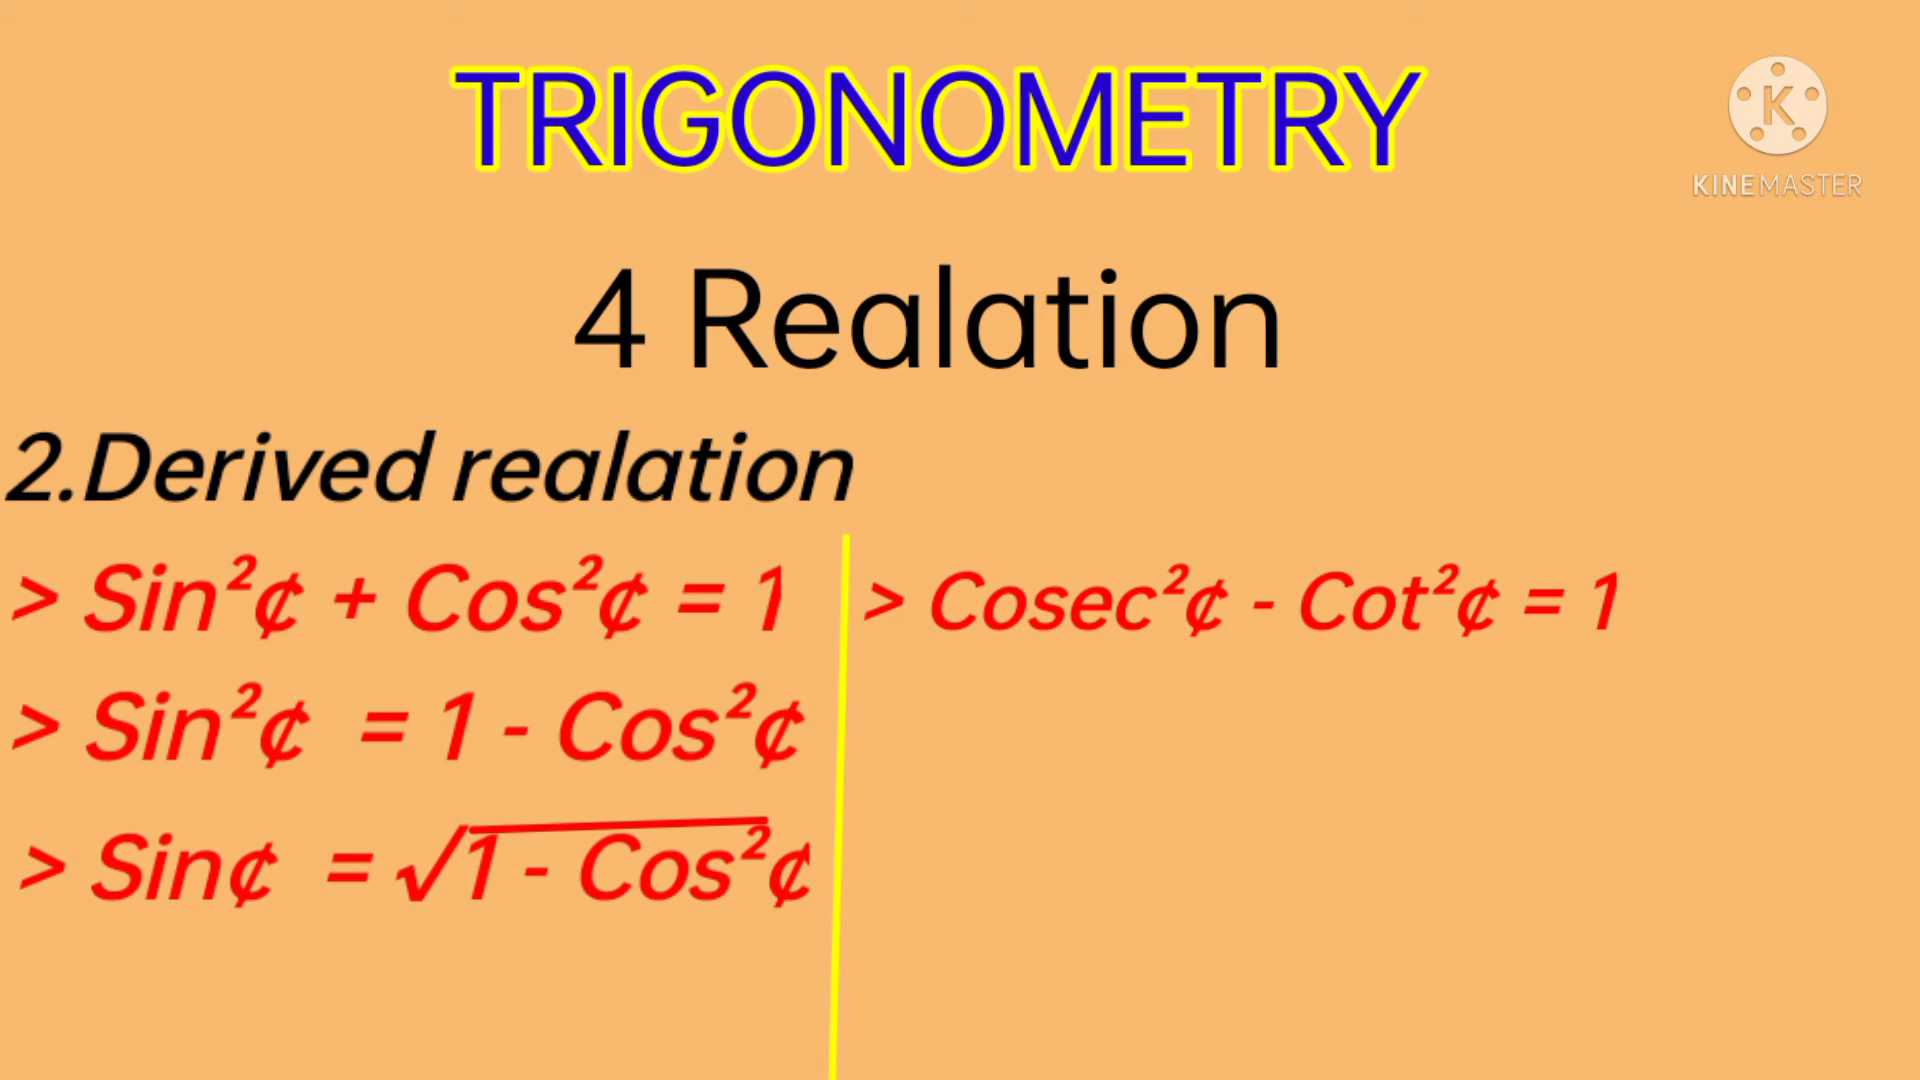 TRIGONOMETRY
KINEMASTER
4 Realation
2.Derived realation
> Sin²¢ + Cos²¢ = 1
> Sin²¢ = 1 - Cos²¢
> Sin¢ = √1 - Cos²¢
> Cosec²¢ - Cot²¢ = 1